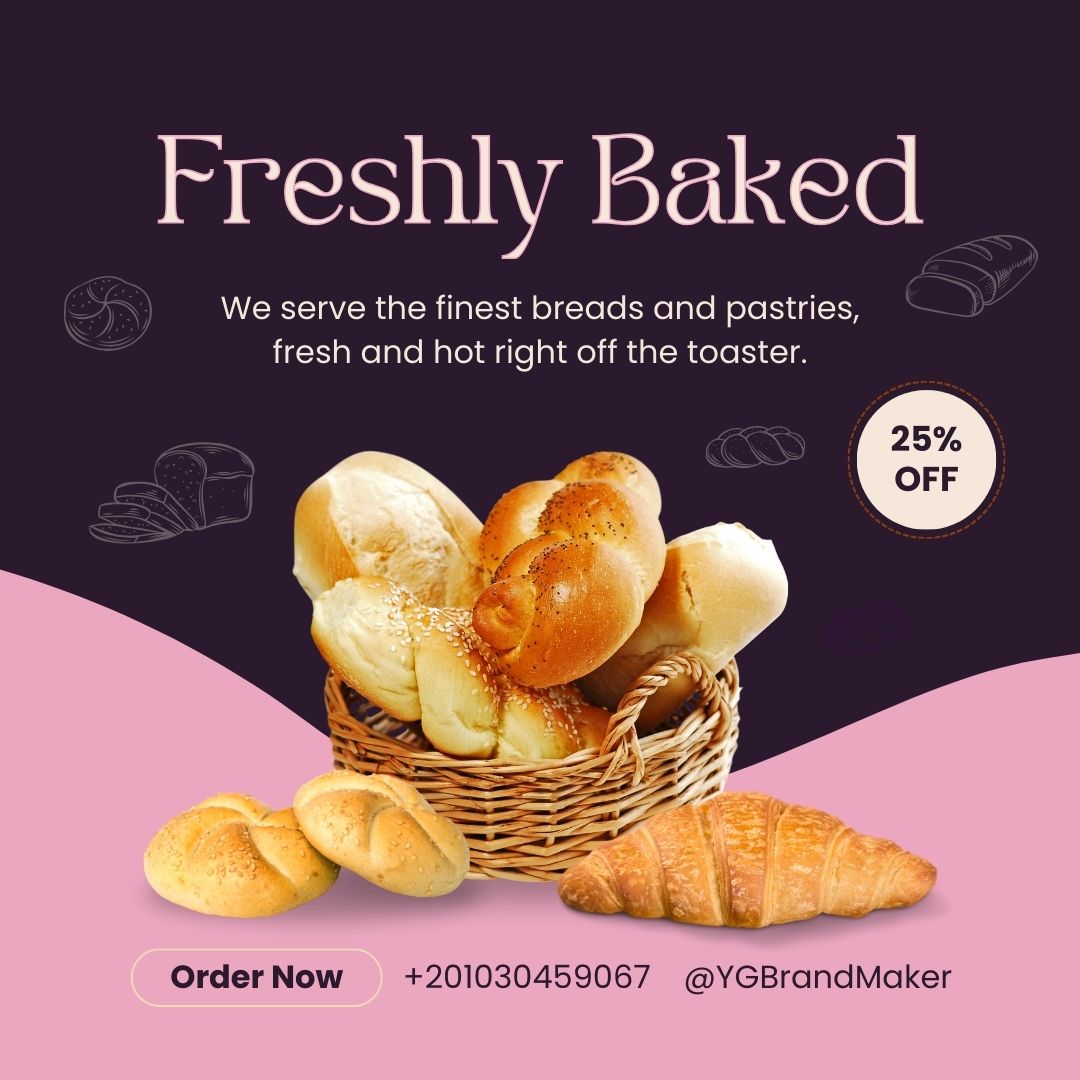 Freshly Baked
We serve the finest breads and pastries,
fresh and hot right off the toaster.
25%
OFF
Order Now +201030459067 @YGBrandMaker